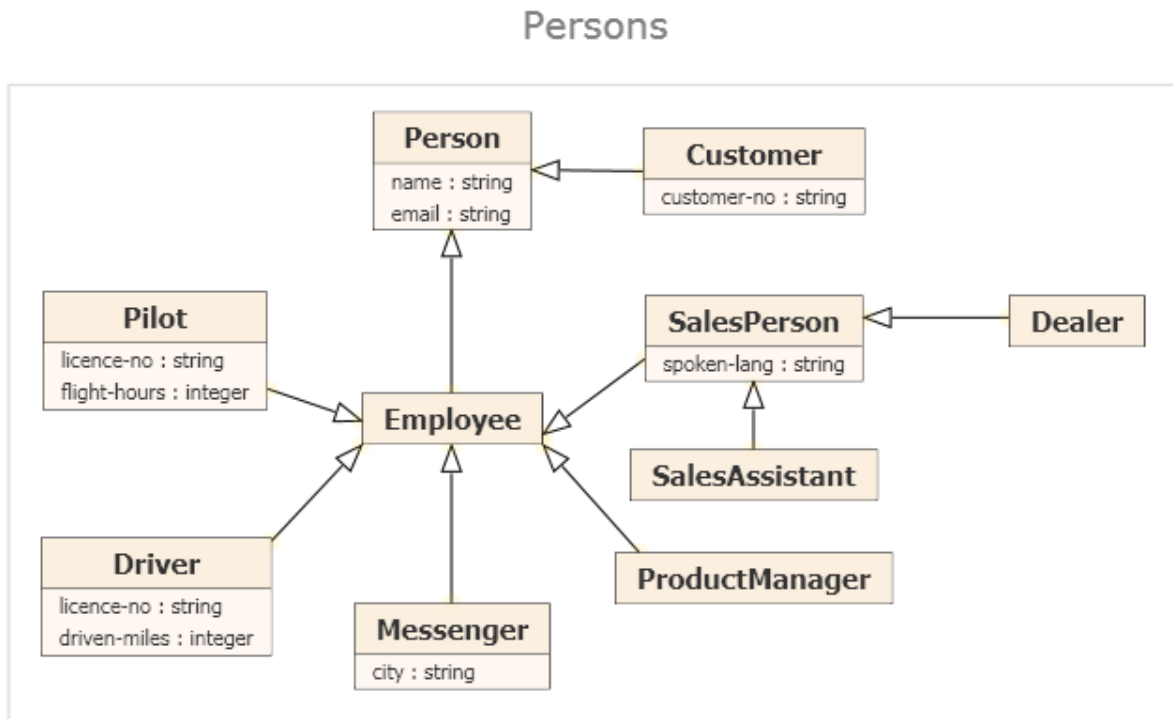 Persons
Person
name : string
email : string
Customer
customer-no : string
Pilot
licence-no : string
flight-hours : integer
SalesPerson
spoken-lang : string
Dealer
Employee
SalesAssistant
Driver
licence-no : string
driven-miles : integer
ProductManager
Messenger
city : string